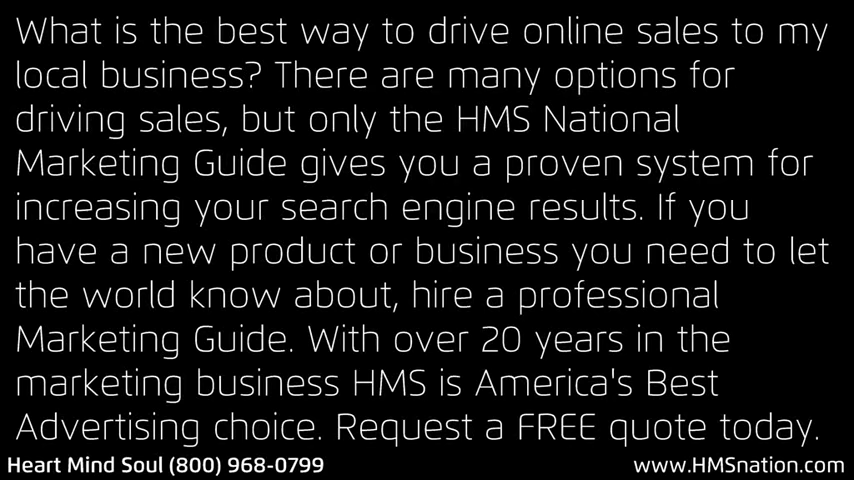 What is the best way to drive online sales to my
local business? There are many options for
driving sales, but only the HMS National
Marketing Guide gives you a proven system for
increasing your search engine results. If you
have a new product or business you need to let
the world know about, hire a professional
Marketing Guide. With over 20 years in the
marketing business HMS is America's Best
Advertising choice. Request a FREE quote today.
Heart Mind Soul (800) 968-0799 www.HMSnation.com